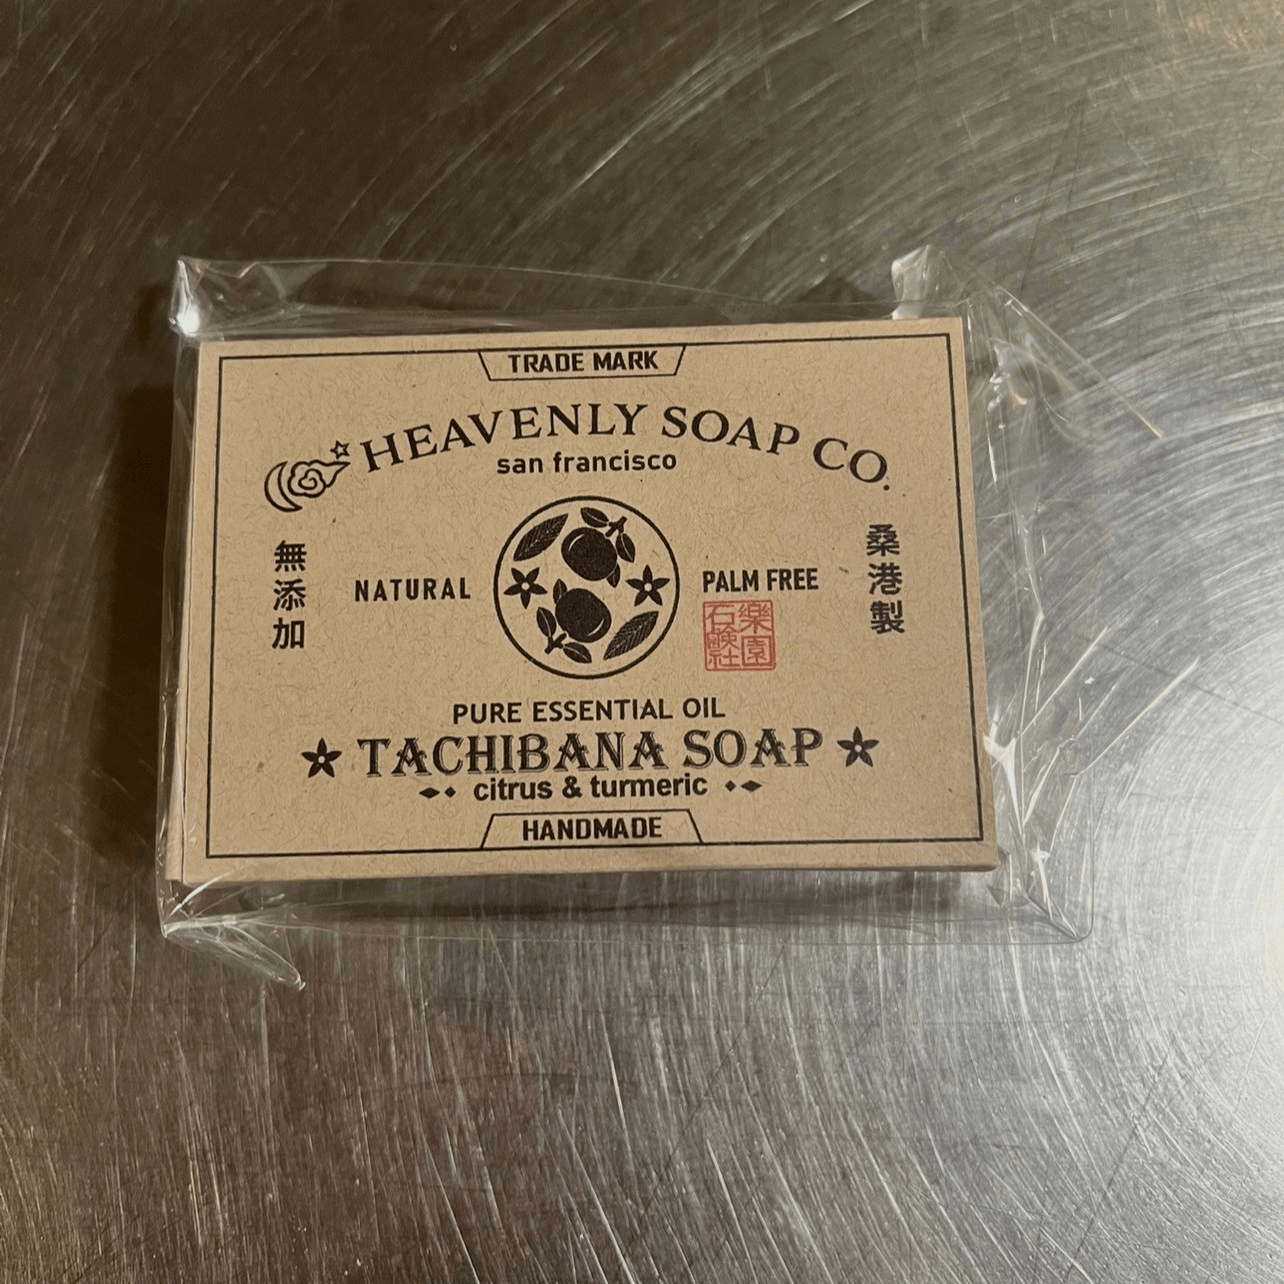 TRADE MARK
HEAVENLY SOAP CO.
san francisco
無添加
NATURAL
PALM FREE
桑港製
樂園
石鹸社
PURE ESSENTIAL OIL
TACHIBANA SOAP
citrus & turmeric
HANDMADE